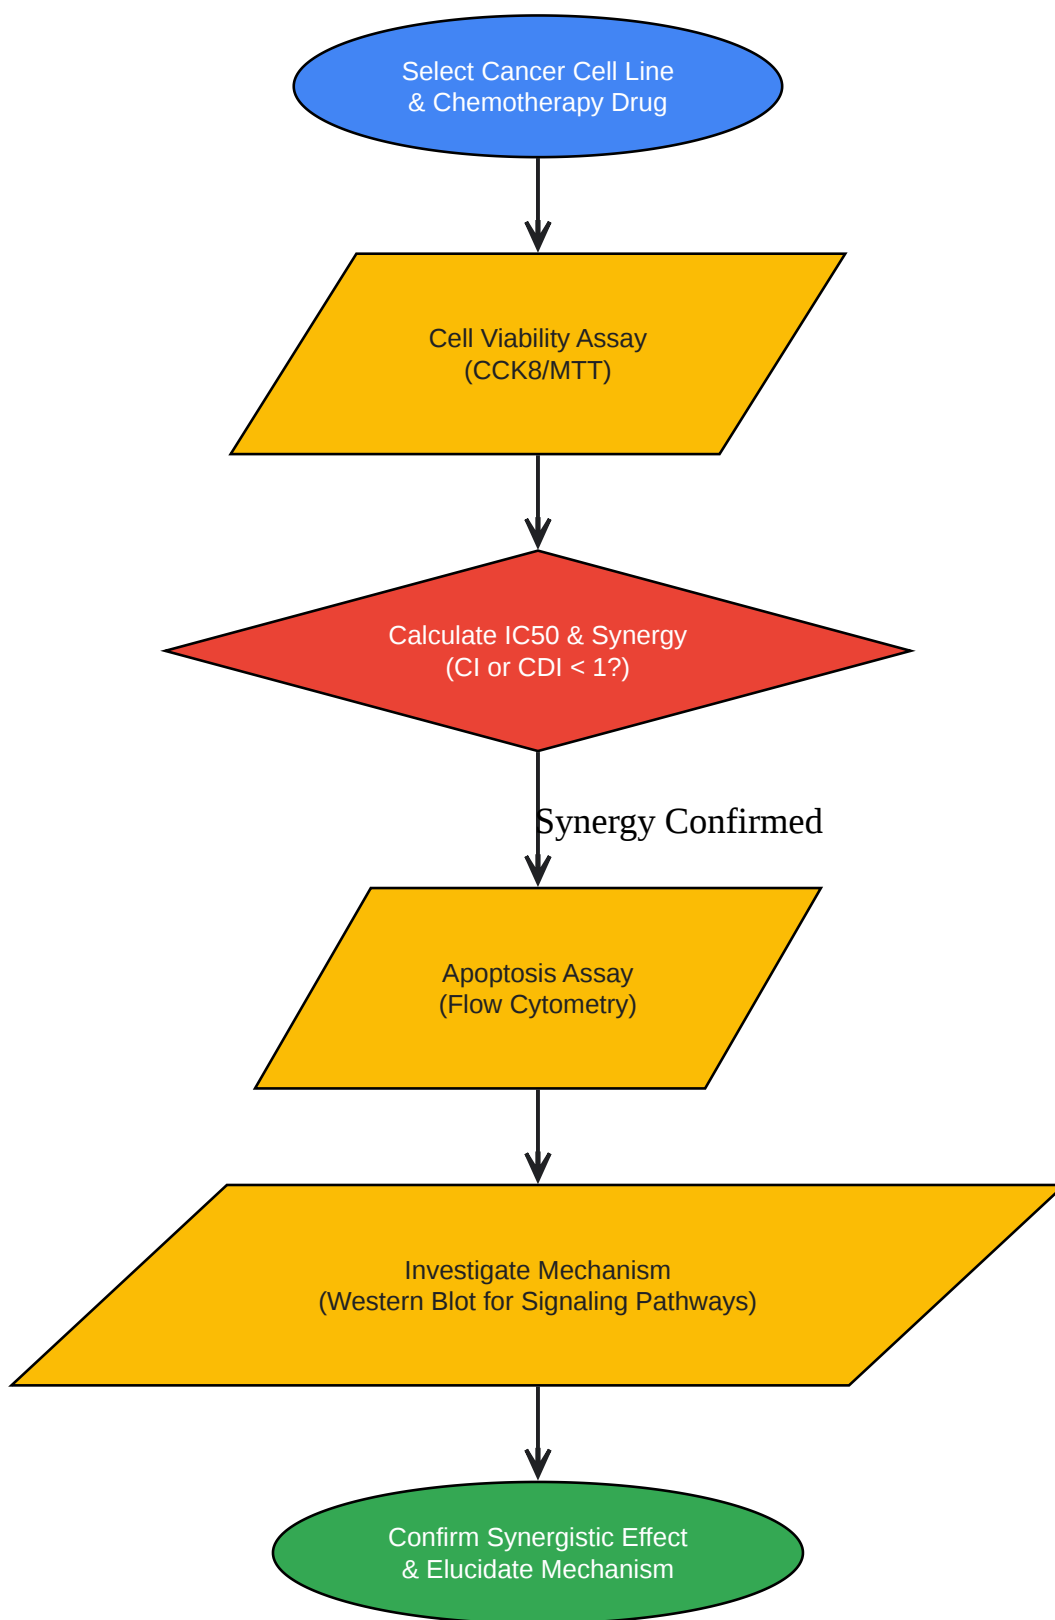 Select Cancer Cell Line
& Chemotherapy Drug
Cell Viability Assay
(CCK8/MTT)
Calculate IC50 & Synergy
(CI or CDI < 1?)
Synergy Confirmed
Apoptosis Assay
(Flow Cytometry)
Investigate Mechanism
(Western Blot for Signaling Pathways)
Confirm Synergistic Effect
& Elucidate Mechanism